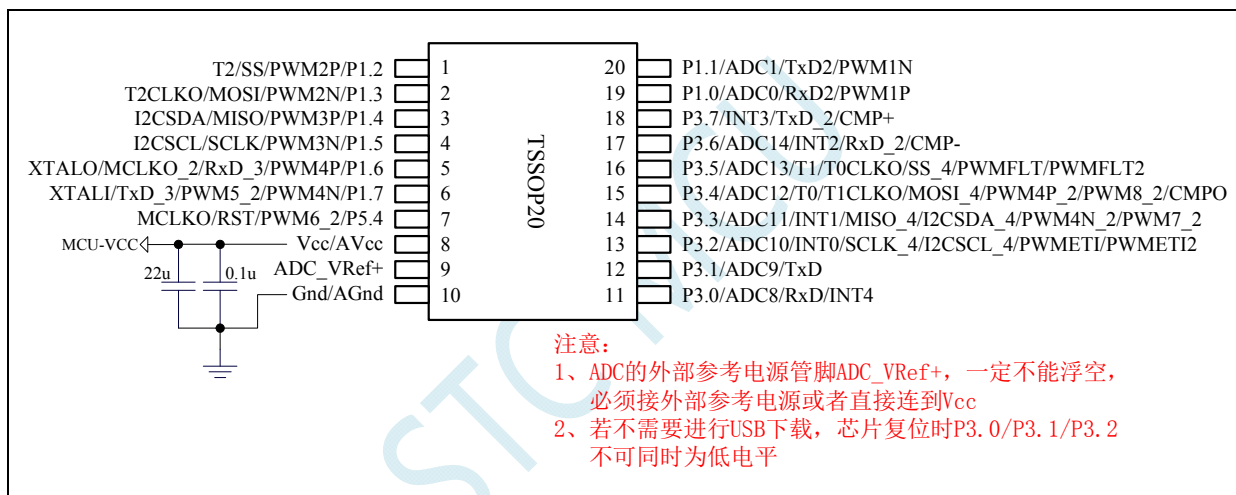 T2/SS/PWM2P/P1.2 1 20 P1.1/ADC1/TxD2/PWM1N
T2CLKO/MOSI/PWM2N/P1.3 2 19 P1.0/ADC0/RxD2/PWM1P
I2CSDA/MISO/PWM3P/P1.4 3 18 P3.7/INT3/TxD_2/CMP+
I2CSCL/SCLK/PWM3N/P1.5 4 17 P3.6/ADC14/INT2/RxD_2/CMP-
XTALO/MCLKO_2/RxD_3/PWM4P/P1.6 5 16 P3.5/ADC13/T1/T0CLKO/SS_4/PWMFLT/PWMFLT2
XTALI/TxD_3/PWM5_2/PWM4N/P1.7 6 15 P3.4/ADC12/T0/T1CLKO/MOSI_4/PWM4P_2/PWM8_2/CMPO
MCLKO/RST/PWM6_2/P5.4 7 14 P3.3/ADC11/INT1/MISO_4/I2CSDA_4/PWM4N_2/PWM7_2
MCU-VCC Vcc/AVcc 8 13 P3.2/ADC10/INT0/SCLK_4/I2CSCL_4/PWMETI/PWMETI2
22u 0.1u ADC_VRef+ 9 12 P3.1/ADC9/TxD
Gnd/AGnd 10 11 P3.0/ADC8/RxD/INT4
TSSOP20
注意：
1、ADC的外部参考电源管脚ADC_VRef+，一定不能浮空，
必须接外部参考电源或者直接连到Vcc
2、若不需要进行USB下载，芯片复位时P3.0/P3.1/P3.2
不可同时为低电平
STC MCU